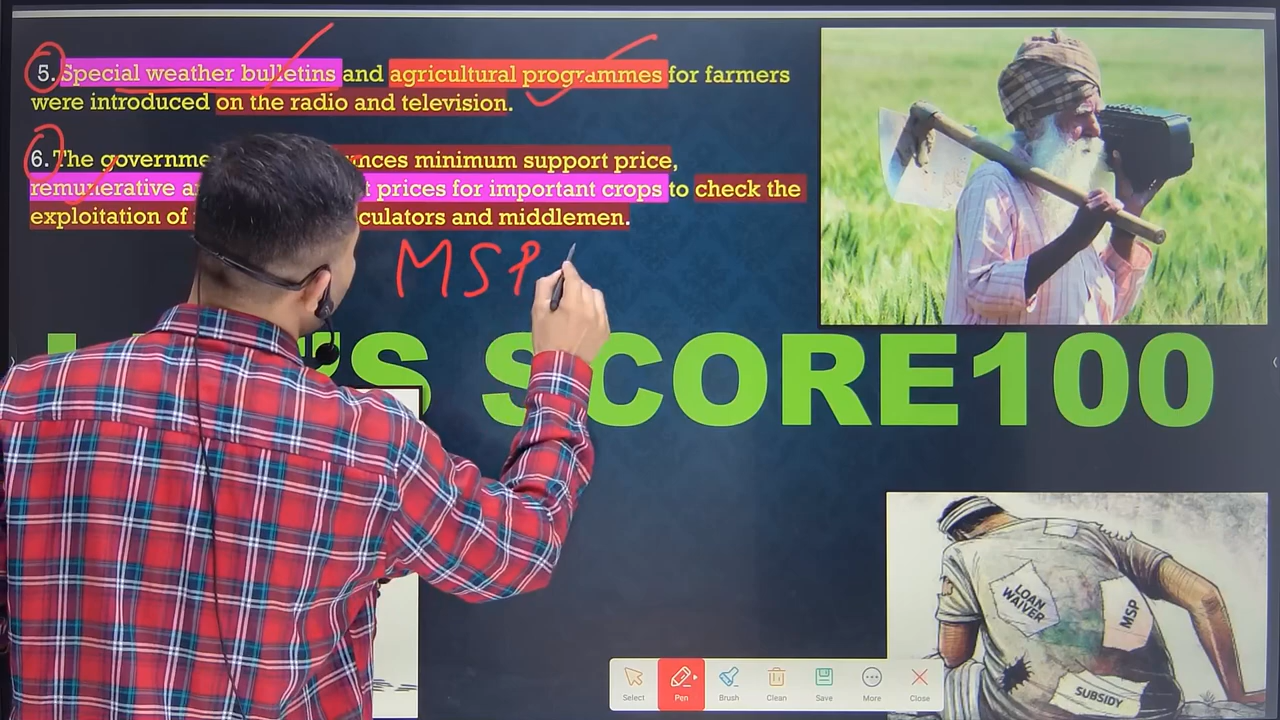 5. Special weather bulletins and agricultural programmes for farmers
were introduced on the radio and television.
6. The nces minimum support price,
remunerative prices for important crops to check the
exploitation of culators and middlemen.
MSP
'S SCORE100
LOAN
WAIVER
MSP
SUBSIDY
Select Pen Brush Clean Save More Close